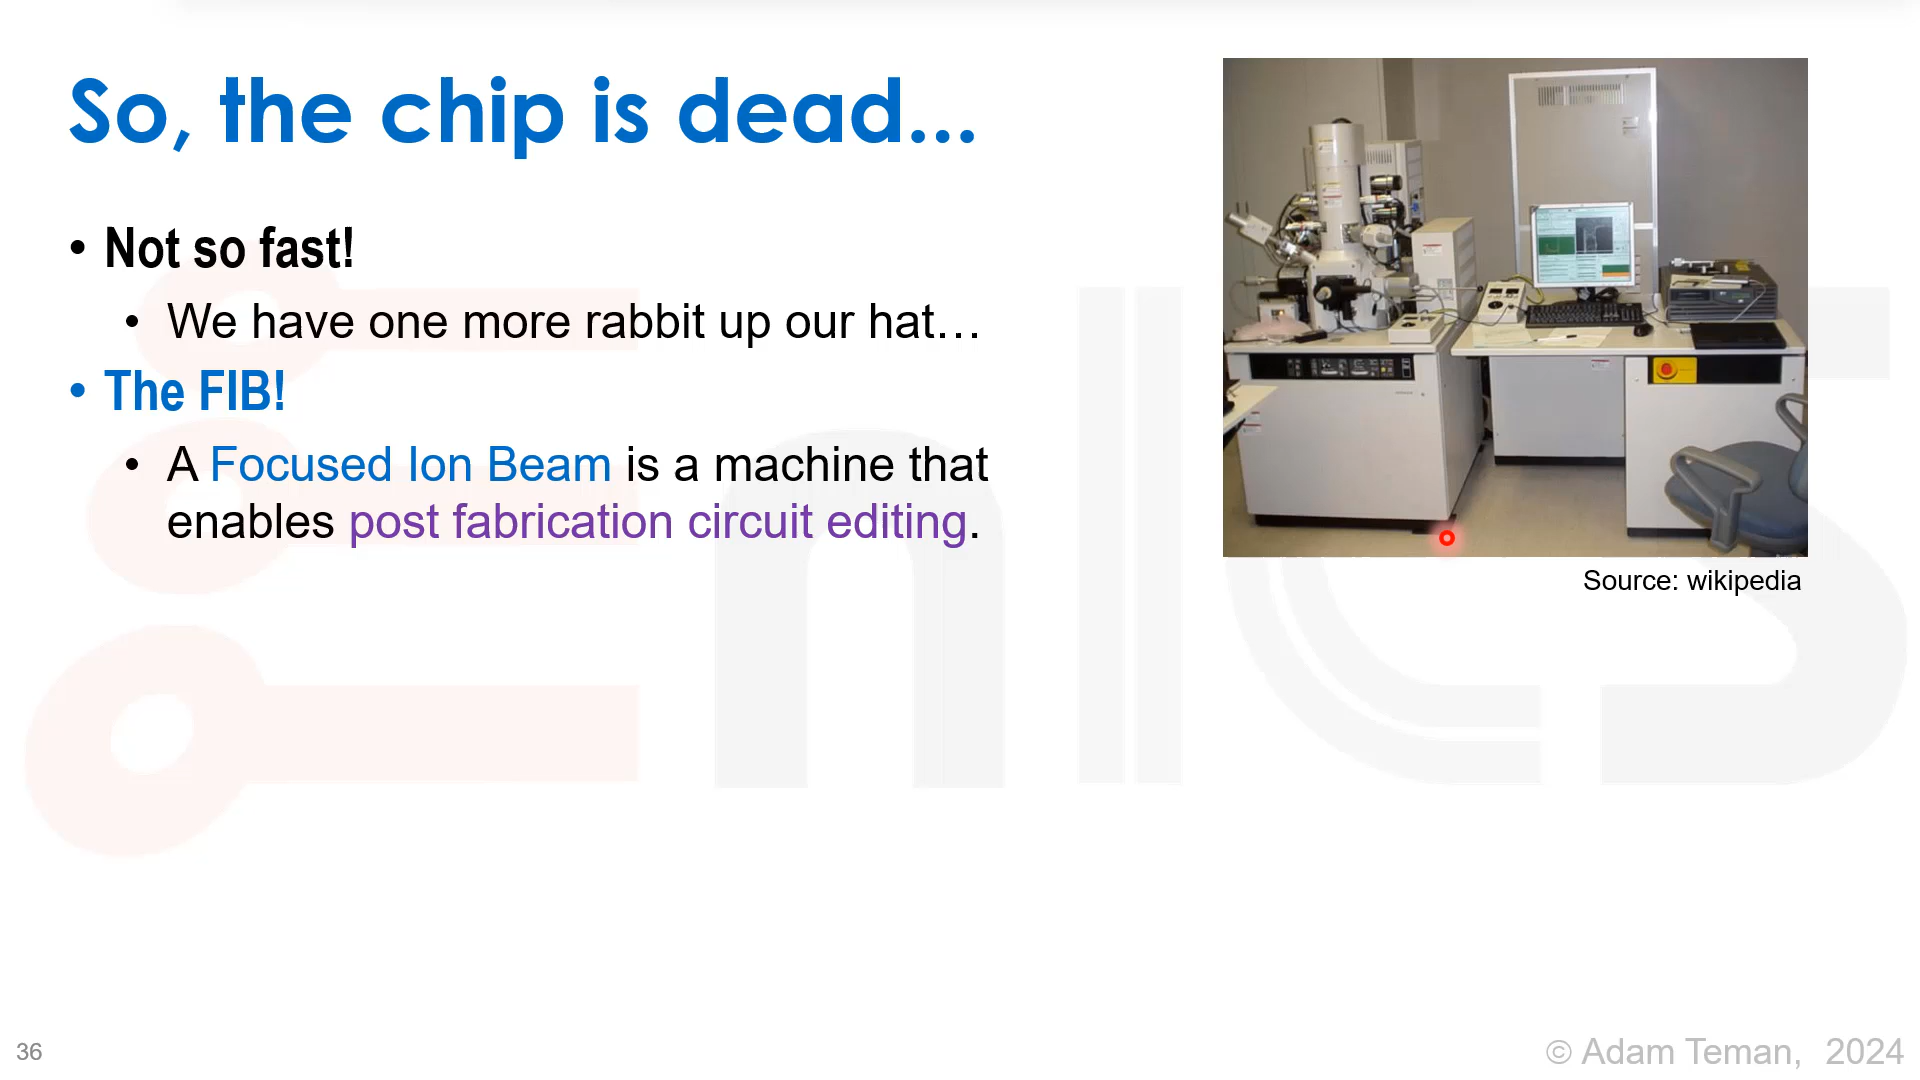 So, the chip is dead...
• Not so fast!
• We have one more rabbit up our hat…
• The FIB!
• A Focused Ion Beam is a machine that
enables post fabrication circuit editing.
Source: wikipedia
36
© Adam Teman, 2024